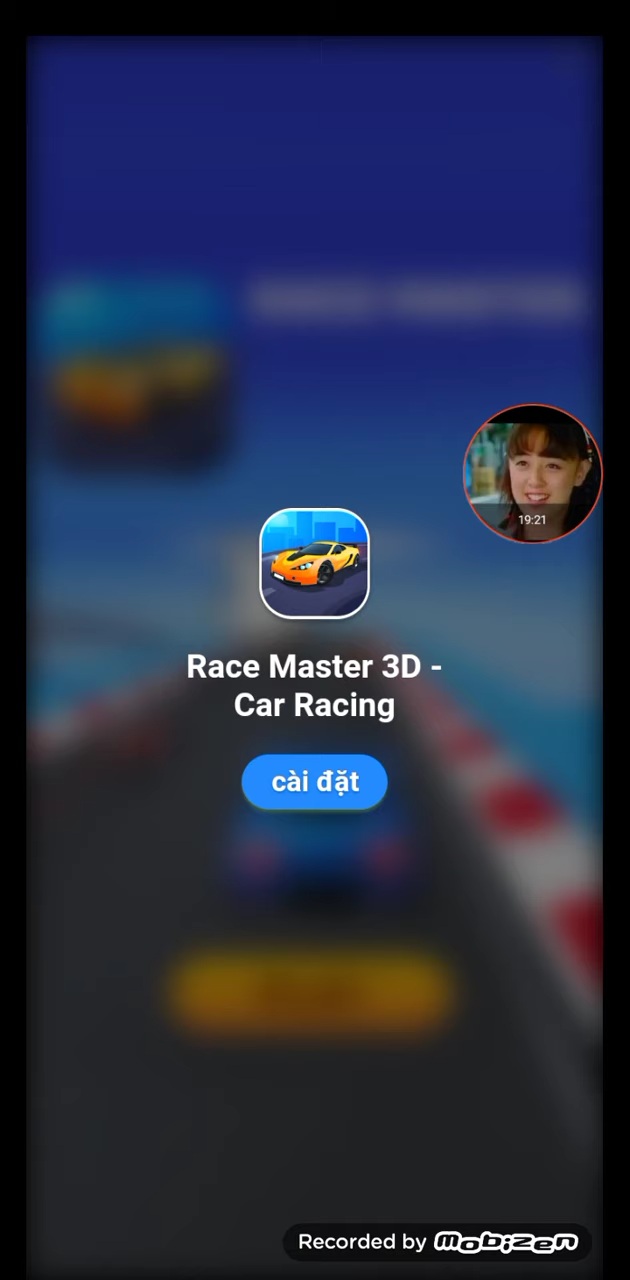 19:21
Race Master 3D -
Car Racing
cài đặt
Recorded by mobizen